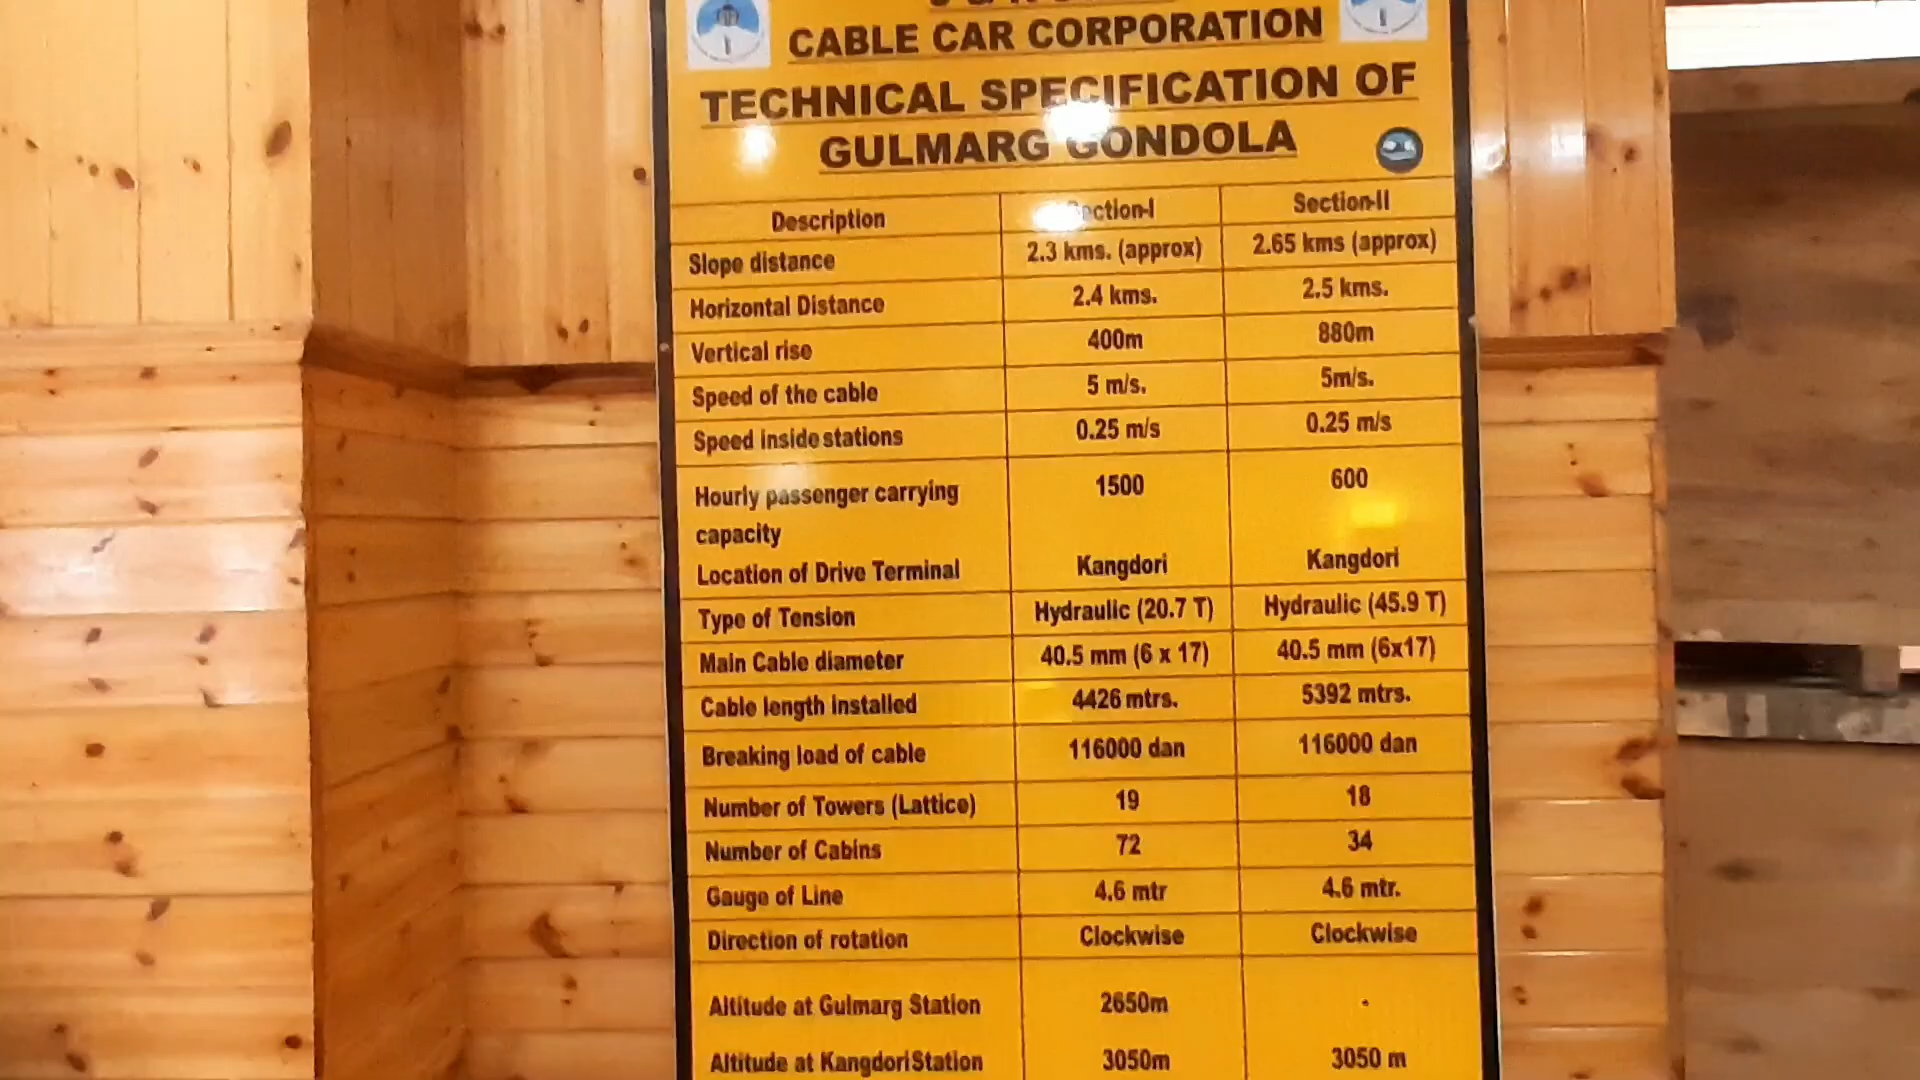 CABLE CAR CORPORATION
TECHNICAL SPECIFICATION OF
GULMARG GONDOLA
Description Section-I Section-II
Slope distance 2.3 kms. (approx) 2.65 kms (approx)
Horizontal Distance 2.4 kms. 2.5 kms.
Vertical rise 400m 880m
Speed of the cable 5 m/s. 5m/s.
Speed inside stations 0.25 m/s 0.25 m/s
Hourly passenger carrying 1500 600
capacity
Location of Drive Terminal Kangdori Kangdori
Type of Tension Hydraulic (20.7 T) Hydraulic (45.9 T)
Main Cable diameter 40.5 mm (6 x 17) 40.5 mm (6x17)
Cable length installed 4426 mtrs. 5392 mtrs.
Breaking load of cable 116000 dan 116000 dan
Number of Towers (Lattice) 19 18
Number of Cabins 72 34
Gauge of Line 4.6 mtr 4.6 mtr.
Direction of rotation Clockwise Clockwise
Altitude at Gulmarg Station 2650m -
Altitude at Kangdori Station 3050m 3050 m